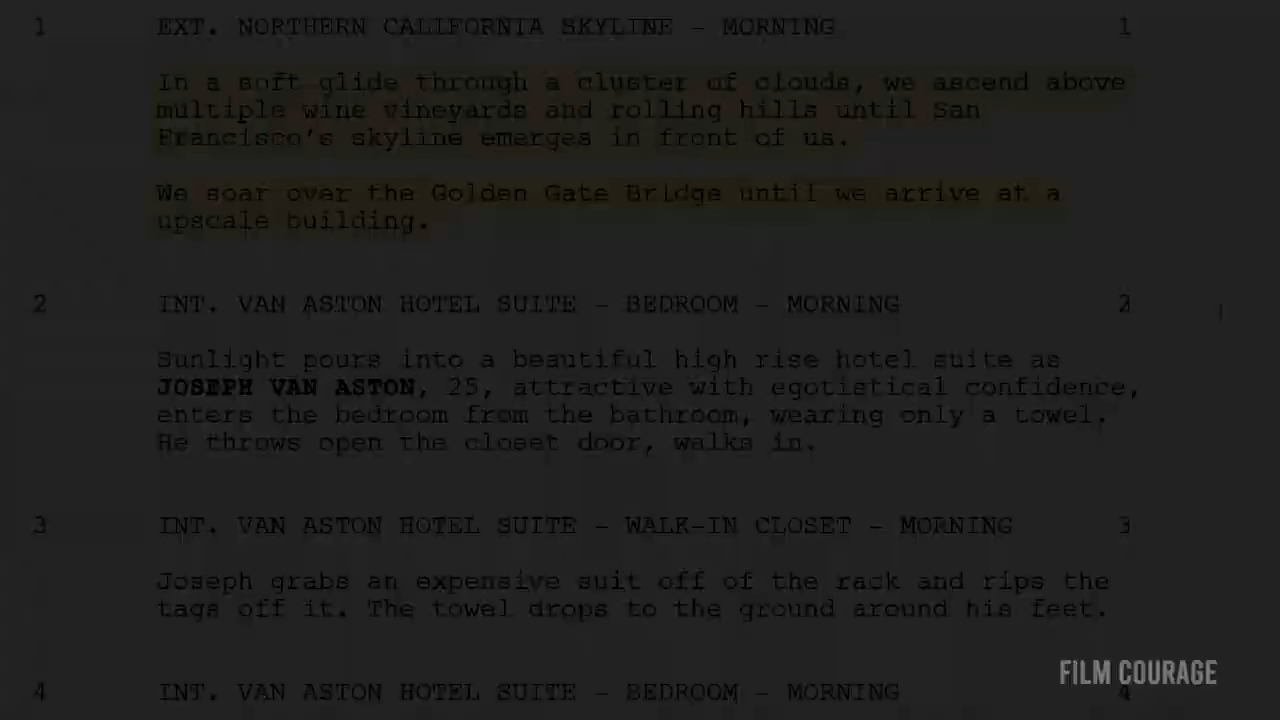 1 EXT. NORTHERN CALIFORNIA SKYLINE - MORNING 1
In a soft glide through a cluster of clouds, we ascend above
multiple wine vineyards and rolling hills until San
Francisco's skyline emerges in front of us.
We soar over the Golden Gate Bridge until we arrive at a
upscale building.
2 INT. VAN ASTON HOTEL SUITE - BEDROOM - MORNING 2
Sunlight pours into a beautiful high rise hotel suite as
JOSEPH VAN ASTON, 25, attractive with egotistical confidence,
enters the bedroom from the bathroom, wearing only a towel.
He throws open the closet door, walks in.
3 INT. VAN ASTON HOTEL SUITE - WALK-IN CLOSET - MORNING 3
Joseph grabs an expensive suit off of the rack and rips the
tags off it. The towel drops to the ground around his feet.
4 INT. VAN ASTON HOTEL SUITE - BEDROOM - MORNING 4
FILM COURAGE